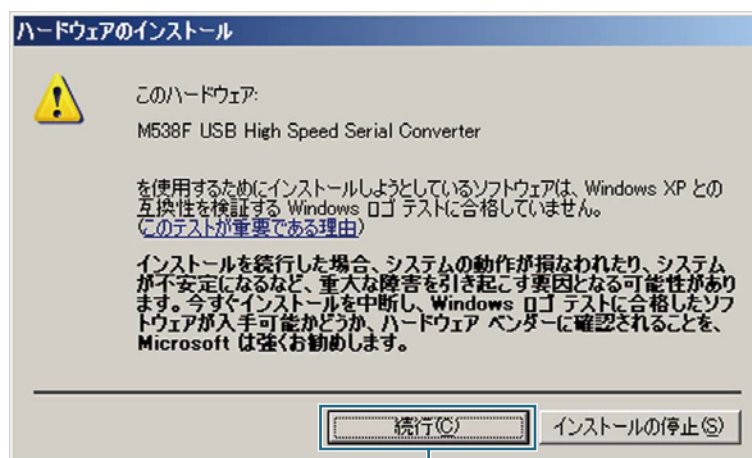 ハードウェアのインストール
このハードウェア:
M538F USB High Speed Serial Converter
を使用するためにインストールしようとしているソフトウェアは、Windows XP との
互換性を検証する Windows ロゴ テストに合格していません。
(このテストが重要である理由)
インストールを続行した場合、システムの動作が損なわれたり、システム
が不安定になるなど、重大な障害を引き起こす要因となる可能性があり
ます。今すぐインストールを中断し、Windows ロゴ テストに合格したソフ
トウェアが入手可能かどうか、ハードウェア ベンダーに確認されることを、
Microsoft は強くお勧めします。
続行(C) インストールの停止(S)